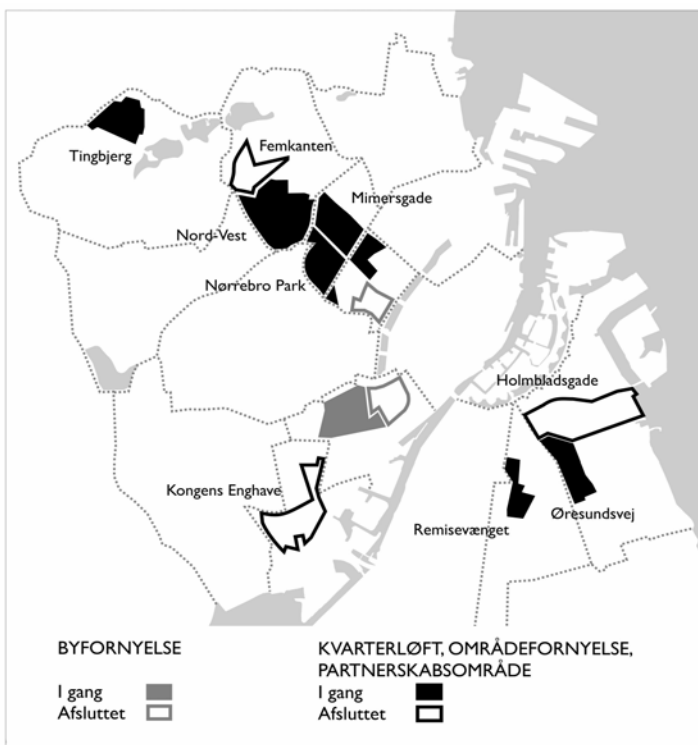 Tingbjerg
Femkanten
Mimersgade
Nord-Vest
Nørrebro Park
Holmbladsgade
Kongens Enghave
Remisevænget
Øresundsvej
BYFORNYELSE
I gang
Afsluttet
KVARTERLØFT, OMRÅDEFORNYELSE,
PARTNERSKABSOMRÅDE
I gang
Afsluttet